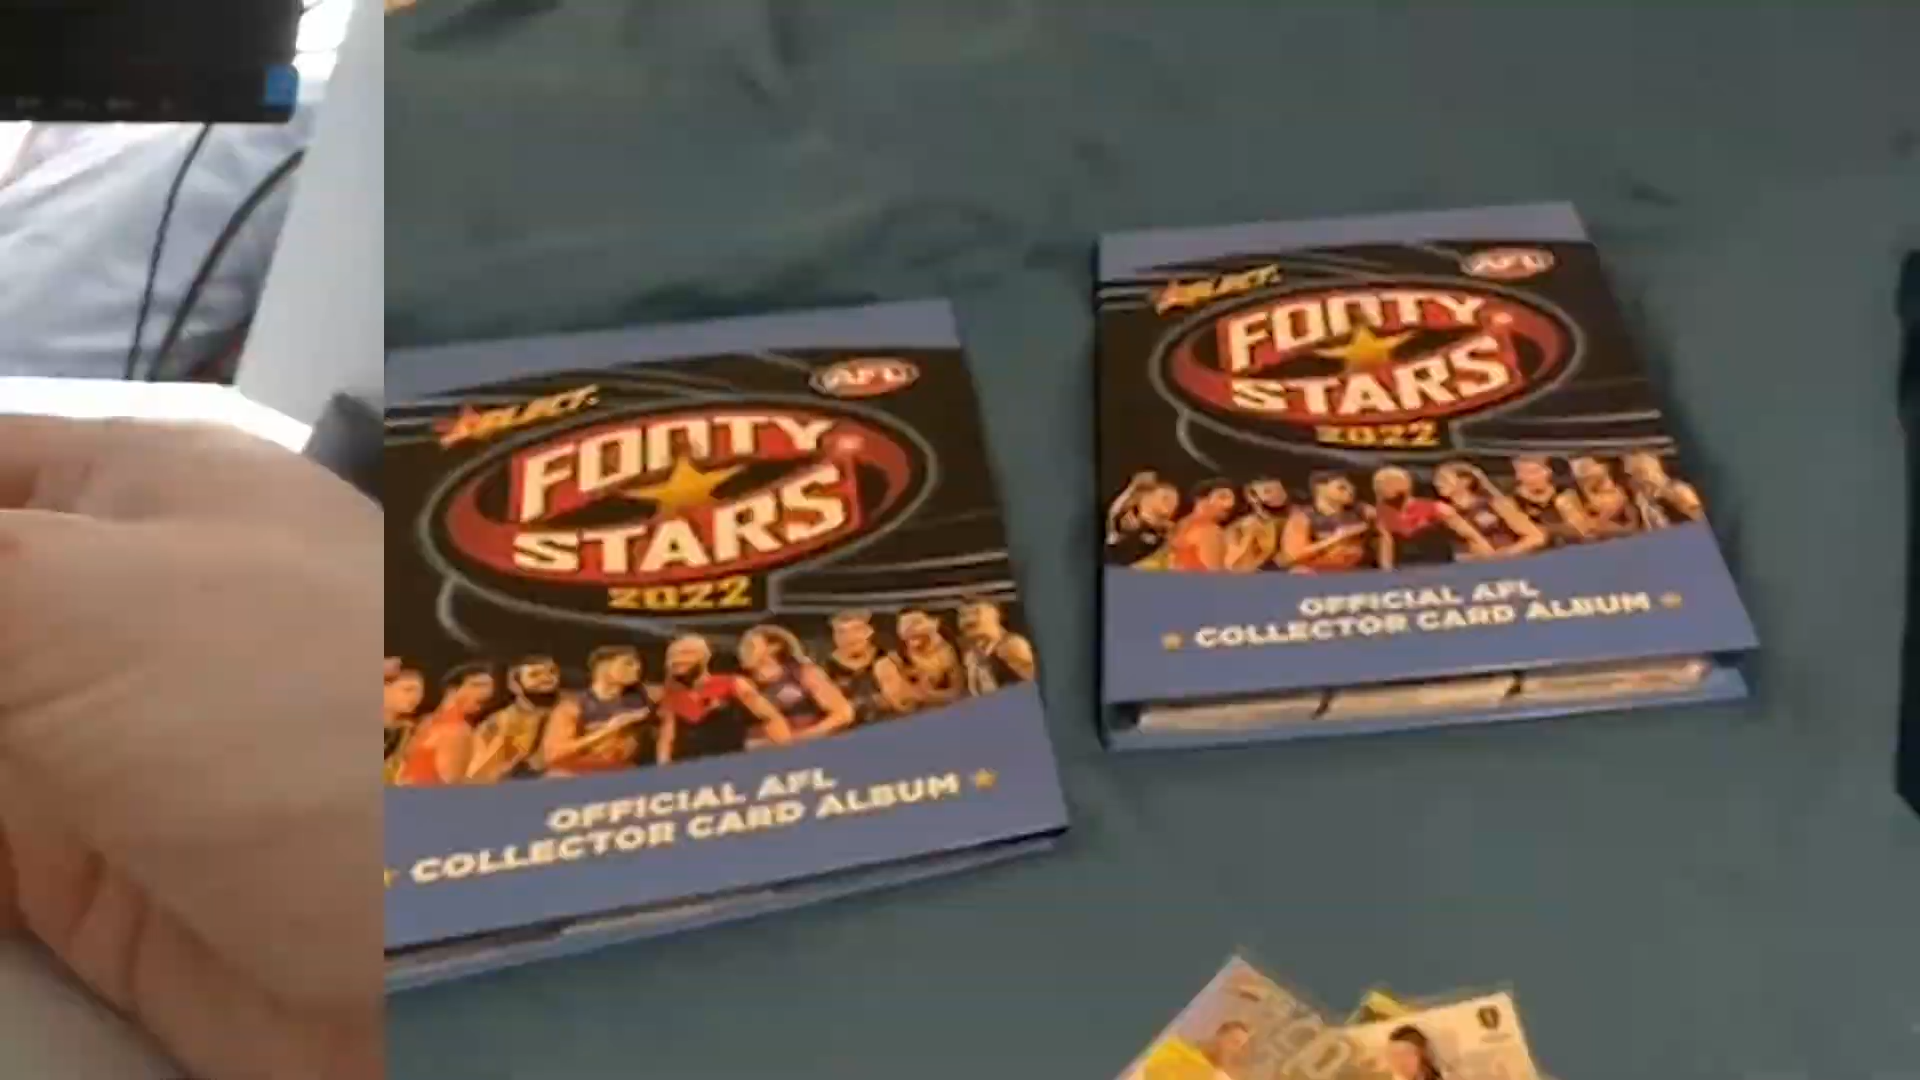 SELECT.
AFL
FOOTY
STARS
2022
OFFICIAL AFL
COLLECTOR CARD ALBUM
SELECT.
AFL
FOOTY
STARS
2022
OFFICIAL AFL
COLLECTOR CARD ALBUM